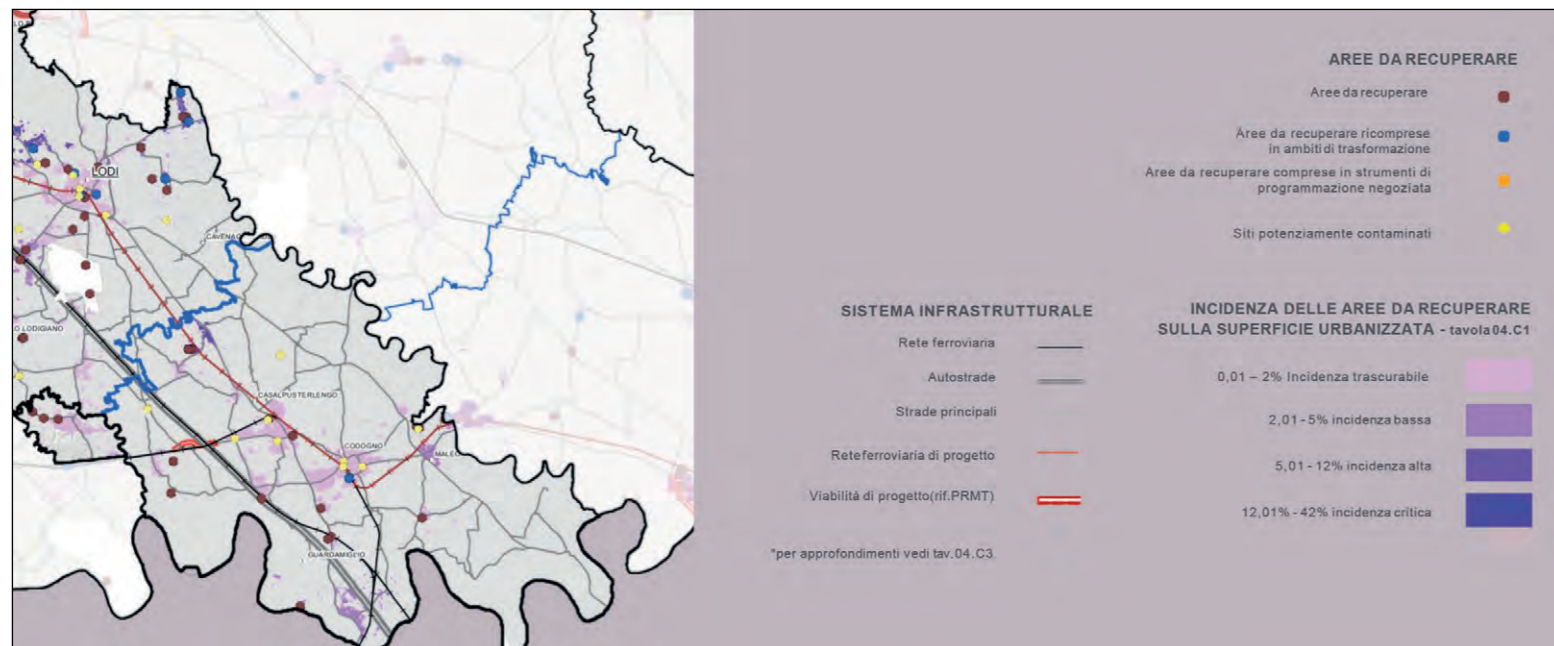 LODI
CAVENAG
O LODIGIANO
CASALPUSTERLENGO
CODOGNO
MALEO
GUARDAMIGLIO
AREE DA RECUPERARE
Aree da recuperare
Aree da recuperare ricomprese
in ambiti di trasformazione
Aree da recuperare comprese in strumenti di
programmazione negoziata
Siti potenziamente contaminati
SISTEMA INFRASTRUTTURALE
Rete ferroviaria
Autostrade
Strade principali
Rete ferroviaria di progetto
Viabilità di progetto(rif.PRMT)
*per approfondimenti vedi tav.04.C3
INCIDENZA DELLE AREE DA RECUPERARE
SULLA SUPERFICIE URBANIZZATA - tavola 04.C1
0,01 – 2% Incidenza trascurabile
2,01 - 5% incidenza bassa
5,01 - 12% incidenza alta
12,01% - 42% incidenza critica